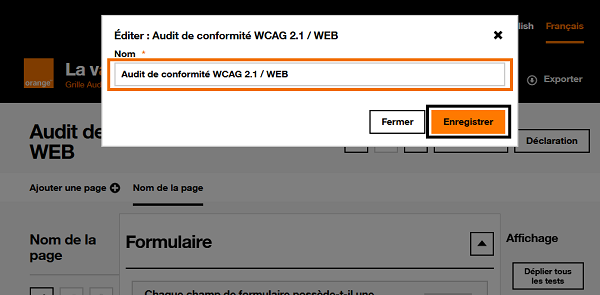 Éditer : Audit de conformité WCAG 2.1 / WEB
Nom *
Audit de conformité WCAG 2.1 / WEB
Fermer
Enregistrer
lish
Français
orange
La va
Grille Aud
Exporter
Audit de
WEB
Déclaration
Ajouter une page
Nom de la page
Nom de la
page
Formulaire
Affichage
Déplier tous
les tests
Chaque champ de formulaire possède-t-il une